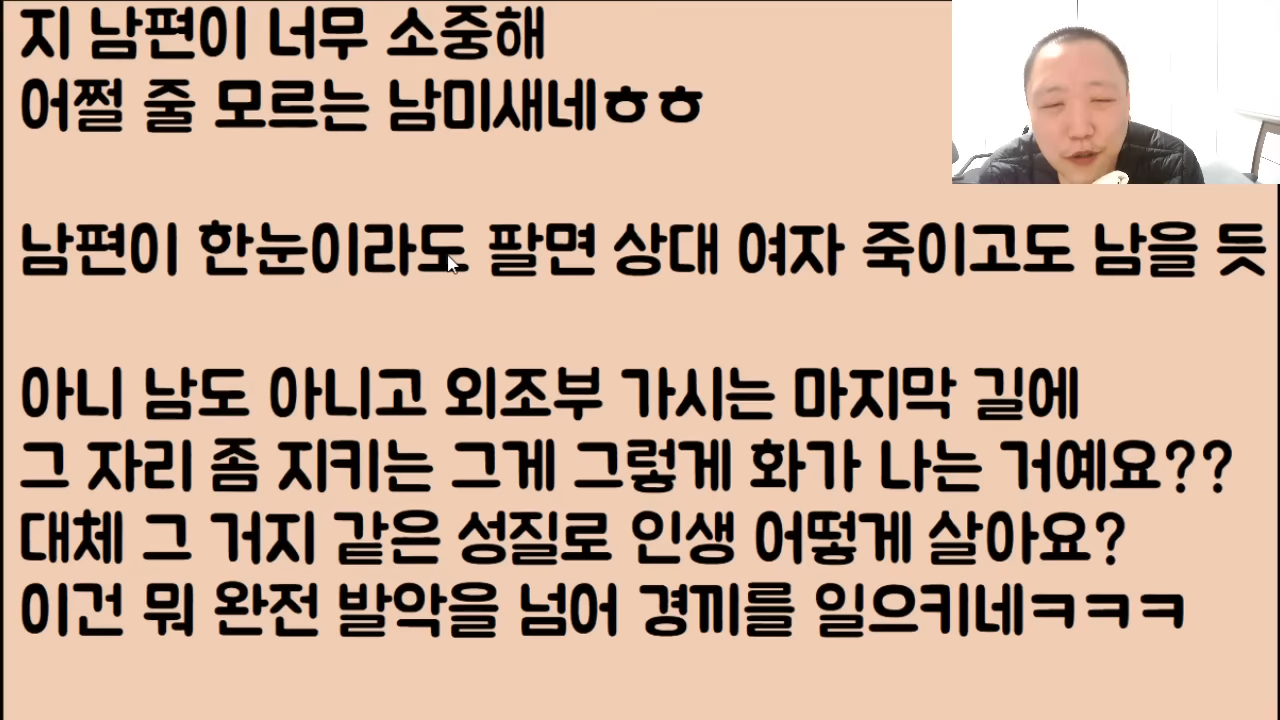 지 남편이 너무 소중해
어쩔 줄 모르는 남미새네ㅎㅎ
남편이 한눈이라도 팔면 상대 여자 죽이고도 남을 듯
아니 남도 아니고 외조부 가시는 마지막 길에
그 자리 좀 지키는 그게 그렇게 화가 나는 거예요??
대체 그 거지 같은 성질로 인생 어떻게 살아요?
이건 뭐 완전 발악을 넘어 경끼를 일으키네ㅋㅋㅋ